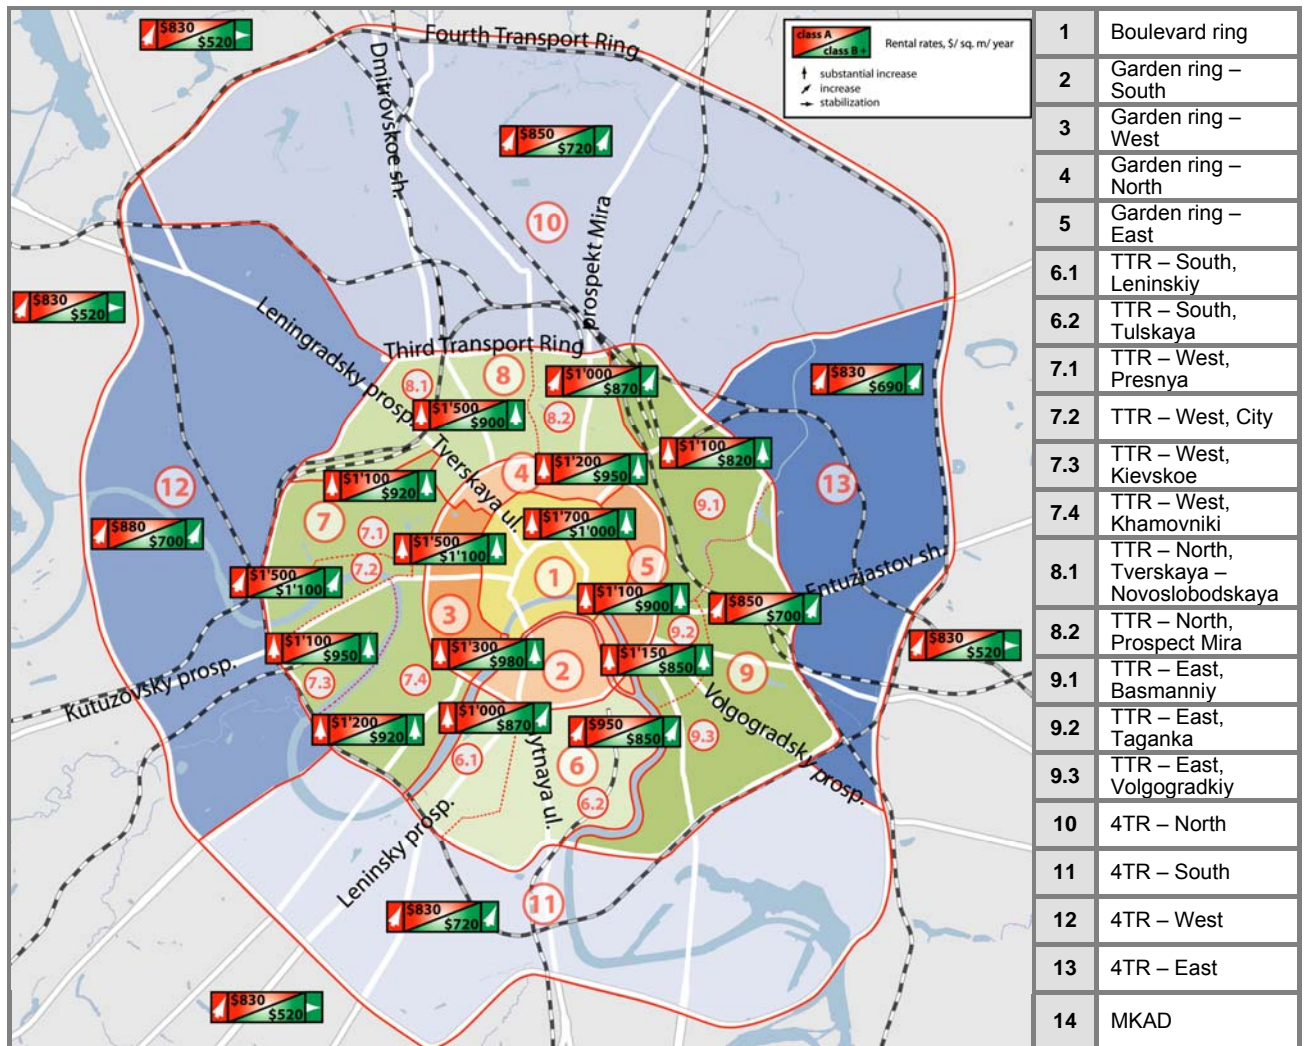 $830
$520
Fourth Transport Ring
Dmitrovskoe sh.
class A
class B+
Rental rates, $/ sq. m/ year
substantial increase
increase
stabilization
$850
$720
10
prospekt Mira
$830
$520
Leningradsky prosp.
Third Transport Ring
8
8.1
$1'000
$870
$830
$690
$1'500
$900
8.2
Tverskaya ul.
4
$1'200
$950
$1'100
$820
$1'100
$920
12
13
9.1
7
7.1
$1'700
$1'000
$880
$700
$1'500
$1'100
7.2
1
5
Entuziastov sh.
$1'500
$1'100
$1'100
$900
$850
$700
3
9.2
$1'100
$950
$1'300
$980
2
$1'150
$850
9
$830
$520
Kutuzovsky prosp.
7.3
7.4
Volgogradsky prosp.
$1'200
$920
$1'000
$870
$950
$850
9.3
ytnaya ul.
6.1
6
6.2
Leninsky prosp.
11
$830
$720
$830
$520
1 Boulevard ring
2 Garden ring –
South
3 Garden ring –
West
4 Garden ring –
North
5 Garden ring –
East
6.1 TTR – South,
Leninskiy
6.2 TTR – South,
Tulskaya
7.1 TTR – West,
Presnya
7.2 TTR – West, City
7.3 TTR – West,
Kievskoe
7.4 TTR – West,
Khamovniki
8.1 TTR – North,
Tverskaya –
Novoslobodskaya
8.2 TTR – North,
Prospect Mira
9.1 TTR – East,
Basmanniy
9.2 TTR – East,
Taganka
9.3 TTR – East,
Volgogradkiy
10 4TR – North
11 4TR – South
12 4TR – West
13 4TR – East
14 MKAD